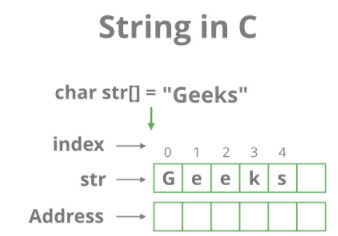 String in C
char str[] = "Geeks"
index 0 1 2 3 4
str G e e k s
Address